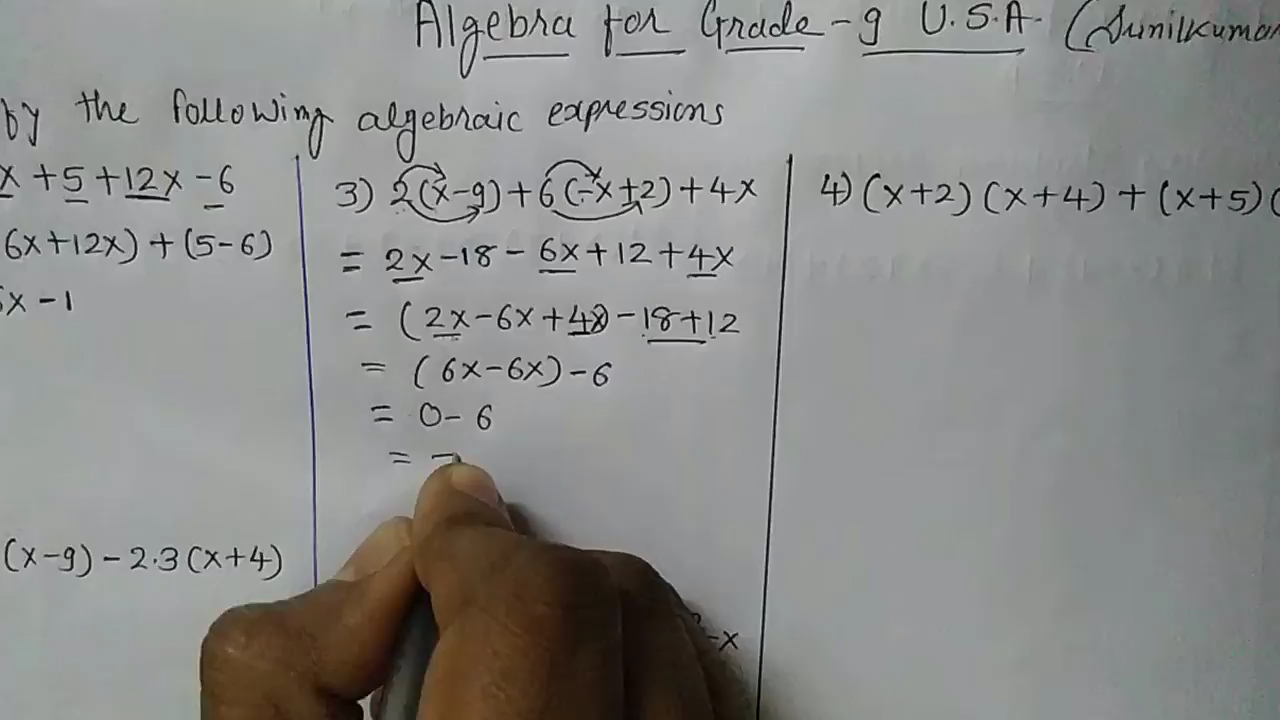 Algebra for Grade-9 U.S.A. (Sunilkumar
by the following algebraic expressions
x + 5 + 12x - 6
6x + 12x) + (5 - 6)
x - 1
(x - 9) - 2.3 (x + 4)
3) 2(x - 9) + 6(-x + 2) + 4x
= 2x - 18 - 6x + 12 + 4x
= (2x - 6x + 4x) - 18 + 12
= (6x - 6x) - 6
= 0 - 6
= -
- x
4) (x + 2) (x + 4) + (x + 5) (